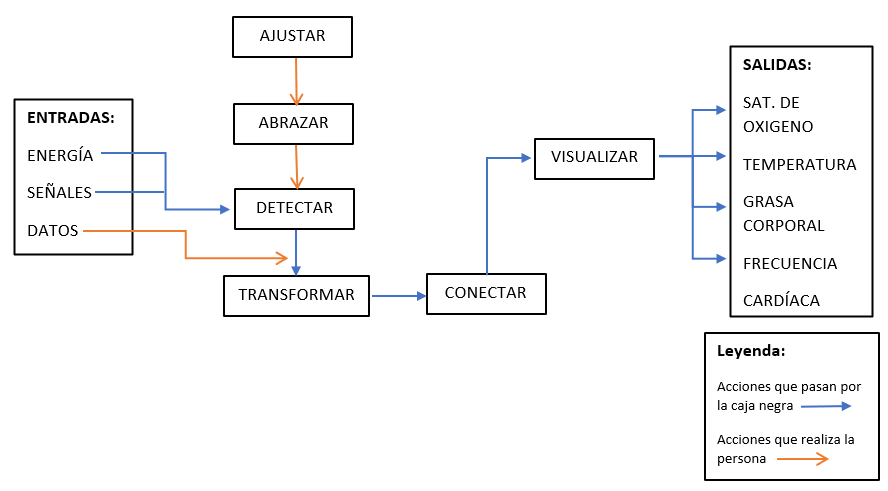 AJUSTAR
ABRAZAR
ENTRADAS:
ENERGÍA
SEÑALES
DATOS
DETECTAR
TRANSFORMAR
CONECTAR
VISUALIZAR
SALIDAS:
SAT. DE
OXIGENO
TEMPERATURA
GRASA
CORPORAL
FRECUENCIA
CARDÍACA
Leyenda:
Acciones que pasan por
la caja negra
Acciones que realiza la
persona